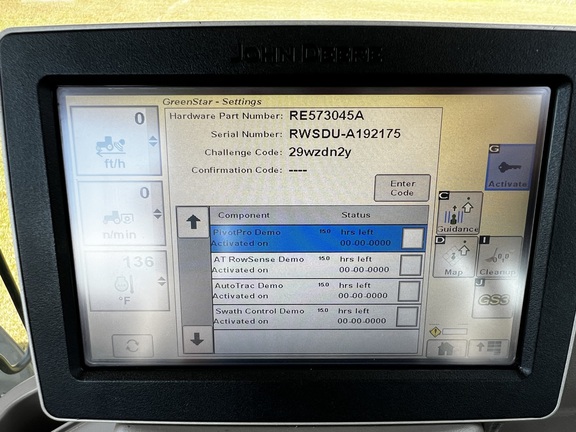 JOHN DEERE
GreenStar - Settings
Hardware Part Number: RE573045A
Serial Number: RWSDU-A192175
Challenge Code: 29wzdn2y
Confirmation Code: ----
Enter
Code
0
ft/h
0
n/min
136
°F
Component Status
PivotPro Demo 15.0 hrs left
Activated on 00-00-0000
AT RowSense Demo 15.0 hrs left
Activated on 00-00-0000
AutoTrac Demo 15.0 hrs left
Activated on 00-00-0000
Swath Control Demo 15.0 hrs left
Activated on 00-00-0000
G
Activate
C
Guidance
D
Map
I
Cleanup
J
GS3